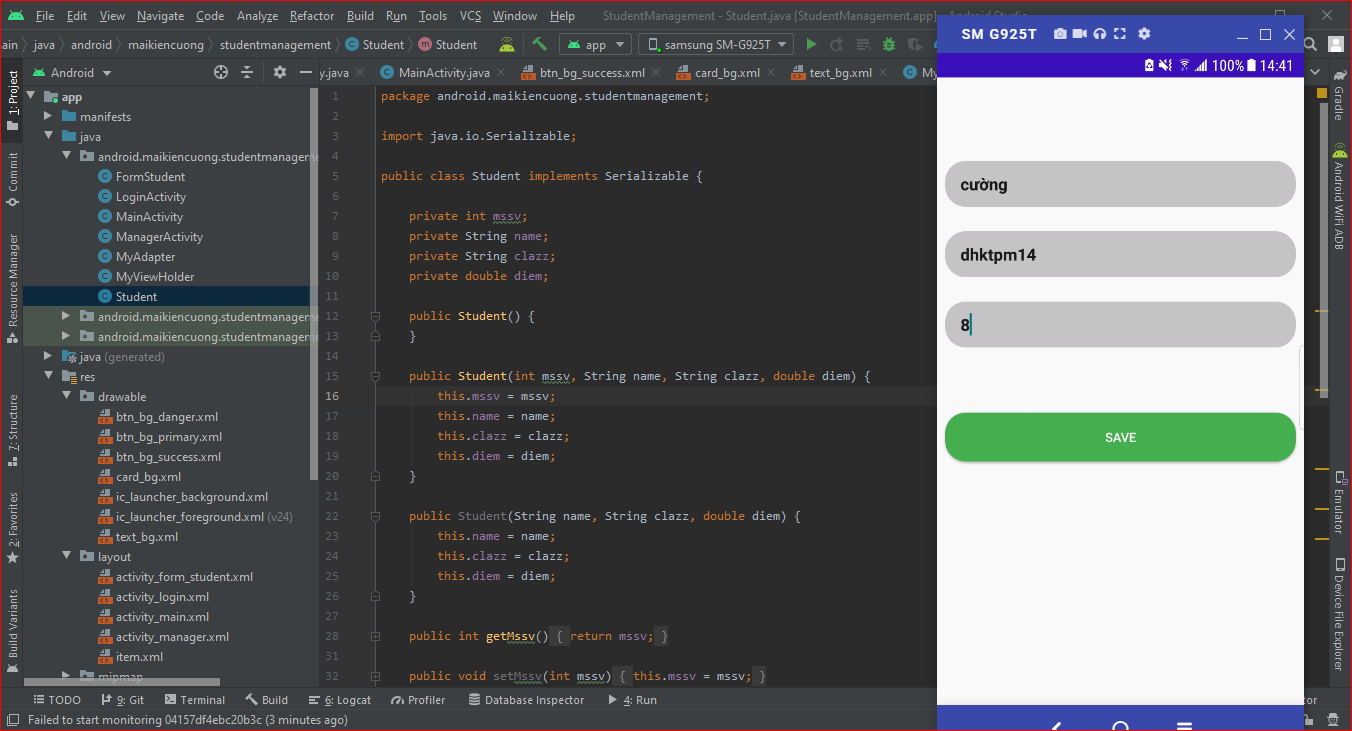 File Edit View Navigate Code Analyze Refactor Build Run Tools VCS Window Help StudentManagement - Student.java [StudentManagement.app]
java android maikiencuong studentmanagement Student Student app samsung SM-G925T
Android y.java MainActivity.java btn_bg_success.xml card_bg.xml text_bg.xml My
1: Project
Commit
Resource Manager
7: Structure
2: Favorites
Build Variants
app
manifests
java
android.maikiencuong.studentmanageme
FormStudent
LoginActivity
MainActivity
ManagerActivity
MyAdapter
MyViewHolder
Student
android.maikiencuong.studentmanageme
android.maikiencuong.studentmanageme
java (generated)
res
drawable
btn_bg_danger.xml
btn_bg_primary.xml
btn_bg_success.xml
card_bg.xml
ic_launcher_background.xml
ic_launcher_foreground.xml (v24)
text_bg.xml
layout
activity_form_student.xml
activity_login.xml
activity_main.xml
activity_manager.xml
item.xml
mipmap
1 package android.maikiencuong.studentmanagement;
2
3 import java.io.Serializable;
4
5 public class Student implements Serializable {
6
7 private int mssv;
8 private String name;
9 private String clazz;
10 private double diem;
11
12 public Student() {
13 }
14
15 public Student(int mssv, String name, String clazz, double diem) {
16 this.mssv = mssv;
17 this.name = name;
18 this.clazz = clazz;
19 this.diem = diem;
20 }
21
22 public Student(String name, String clazz, double diem) {
23 this.name = name;
24 this.clazz = clazz;
25 this.diem = diem;
26 }
27
28 public int getMssv() { return mssv; }
31
32 public void setMssv(int mssv) { this.mssv = mssv; }
SM G925T
100% 14:41
cường
dhktpm14
8
SAVE
Gradle
Android WiFi ADB
Emulator
Device File Explorer
TODO 9: Git Terminal Build 6: Logcat Profiler Database Inspector 4: Run
Failed to start monitoring 04157df4ebc20b3c (3 minutes ago)